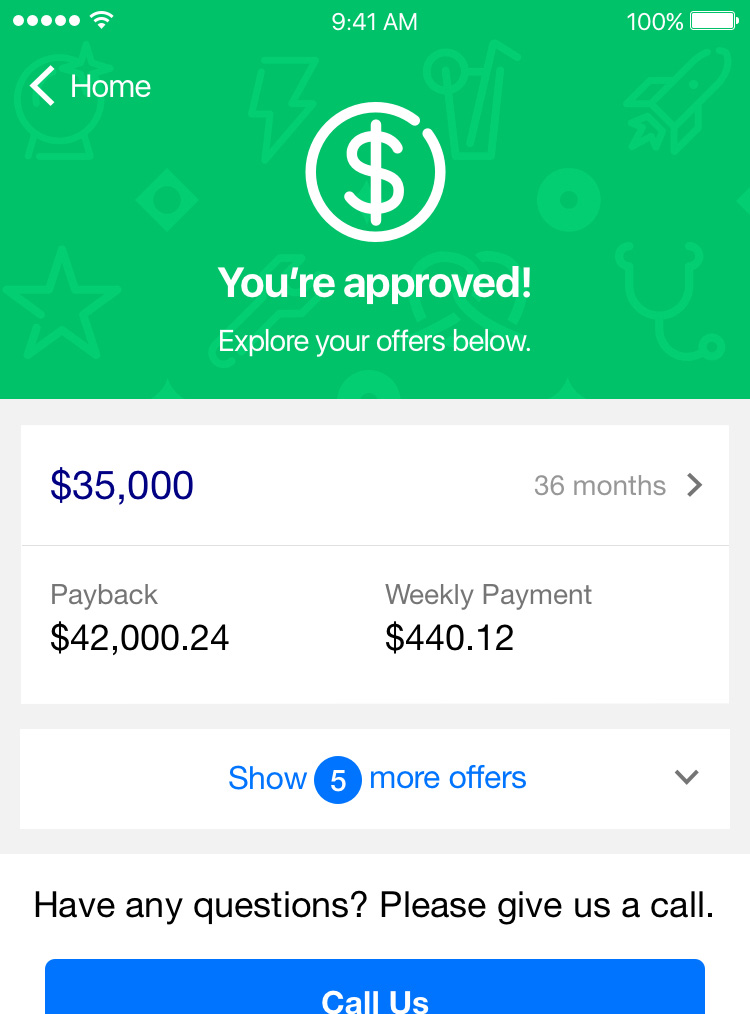 9:41 AM 100%
Home
$
You're approved!
Explore your offers below.
$35,000 36 months
Payback Weekly Payment
$42,000.24 $440.12
Show 5 more offers
Have any questions? Please give us a call.
Call Us